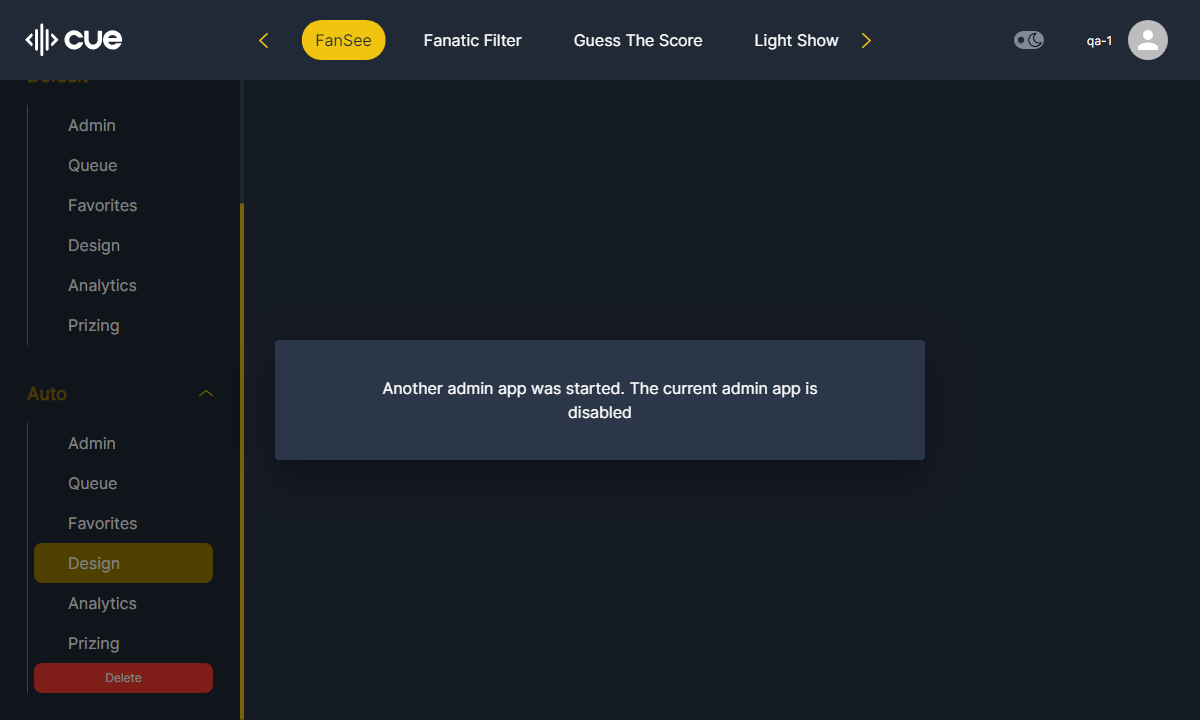 cue
FanSee
Fanatic Filter
Guess The Score
Light Show
qa-1
Default
Admin
Queue
Favorites
Design
Analytics
Prizing
Auto
Admin
Queue
Favorites
Design
Analytics
Prizing
Delete
Another admin app was started. The current admin app is
disabled